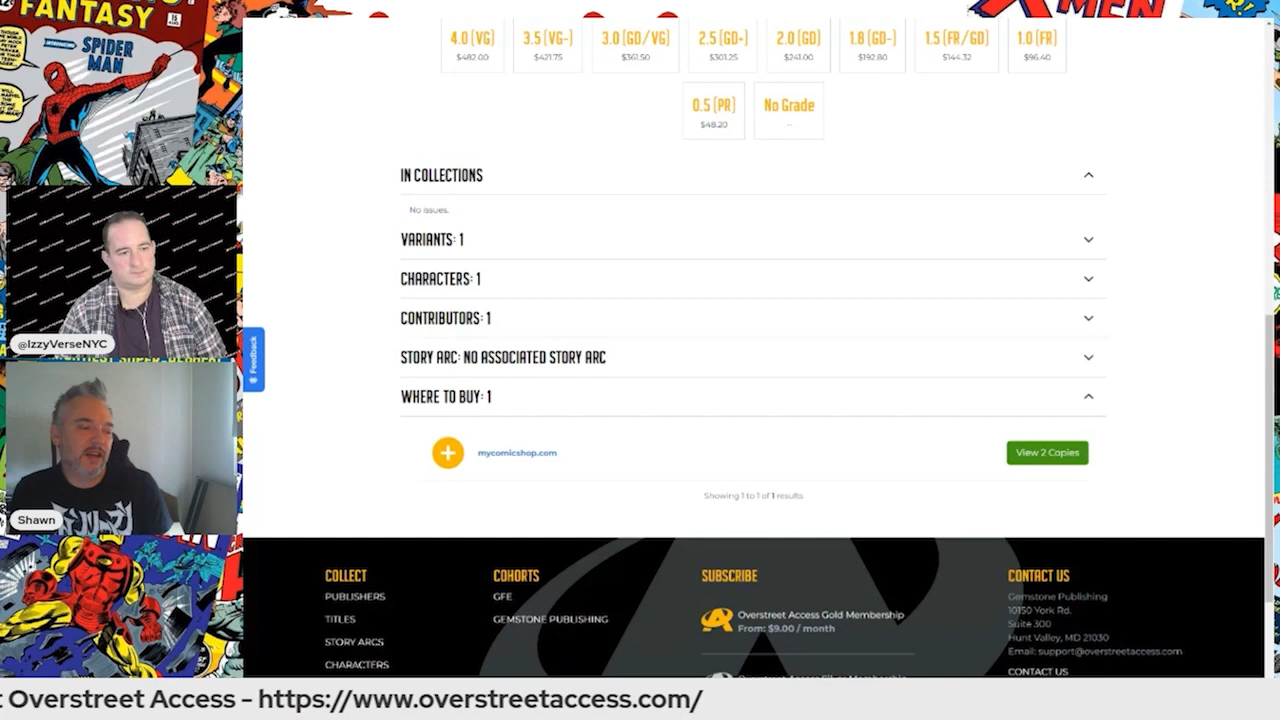 FANTASY
15
INTRODUCING
SPIDER
MAN
X-MEN
4.0 (VG)
$482.00
3.5 (VG-)
$421.75
3.0 (GD/VG)
$361.50
2.5 (GD+)
$301.25
2.0 (GD)
$241.00
1.8 (GD-)
$192.80
1.5 (FR/GD)
$144.32
1.0 (FR)
$96.40
0.5 (PR)
$48.20
No Grade
--
IN COLLECTIONS
No issues.
VARIANTS: 1
CHARACTERS: 1
CONTRIBUTORS: 1
STORY ARC: NO ASSOCIATED STORY ARC
WHERE TO BUY: 1
mycomicshop.com
View 2 Copies
Showing 1 to 1 of 1 results
@IzzyVerseNYC
Feedback
Shawn
COLLECT
PUBLISHERS
TITLES
STORY ARCS
CHARACTERS
COHORTS
GFE
GEMSTONE PUBLISHING
SUBSCRIBE
Overstreet Access Gold Membership
From: $9.00 / month
CONTACT US
Gemstone Publishing
10150 York Rd.
Suite 300
Hunt Valley, MD 21030
Email: support@overstreetaccess.com
CONTACT US
t Overstreet Access - https://www.overstreetaccess.com/